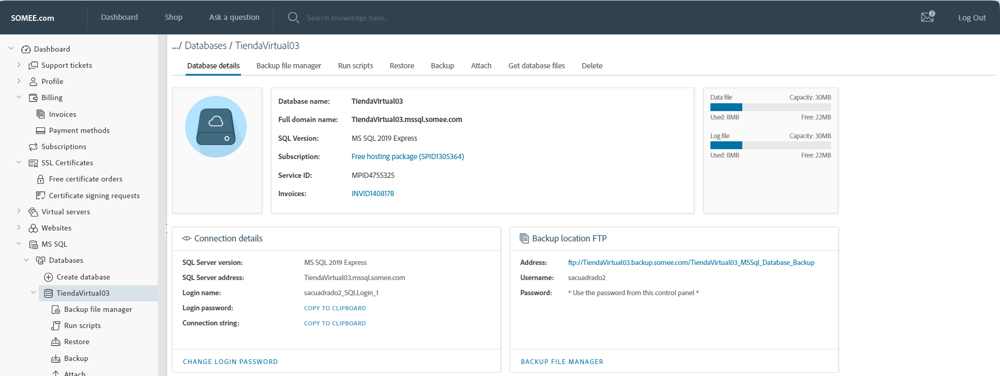 SOMEE.com
Dashboard
Shop
Ask a question
Search knowledge base...
2
Log Out
Dashboard
Support tickets
Profile
Billing
Invoices
Payment methods
Subscriptions
SSL Certificates
Free certificate orders
Certificate signing requests
Virtual servers
Websites
MS SQL
Databases
Create database
TiendaVirtual03
Backup file manager
Run scripts
Restore
Backup
Attach
.../ Databases / TiendaVirtual03
Database details Backup file manager Run scripts Restore Backup Attach Get database files Delete
Database name: TiendaVirtual03
Full domain name: TiendaVirtual03.mssql.somee.com
SQL Version: MS SQL 2019 Express
Subscription: Free hosting package (SPID1305364)
Service ID: MPID4755325
Invoices: INVID1408178
Data file Capacity: 30MB
Used: 8MB Free: 22MB
Log file Capacity: 30MB
Used: 8MB Free: 22MB
Connection details
SQL Server version: MS SQL 2019 Express
SQL Server address: TiendaVirtual03.mssql.somee.com
Login name: sacuadrado2_SQLLogin_1
Login password: COPY TO CLIPBOARD
Connection string: COPY TO CLIPBOARD
CHANGE LOGIN PASSWORD
Backup location FTP
Address: ftp://TiendaVirtual03.backup.somee.com/TiendaVirtual03_MSSql_Database_Backup
Username: sacuadrado2
Password: * Use the password from this control panel *
BACKUP FILE MANAGER